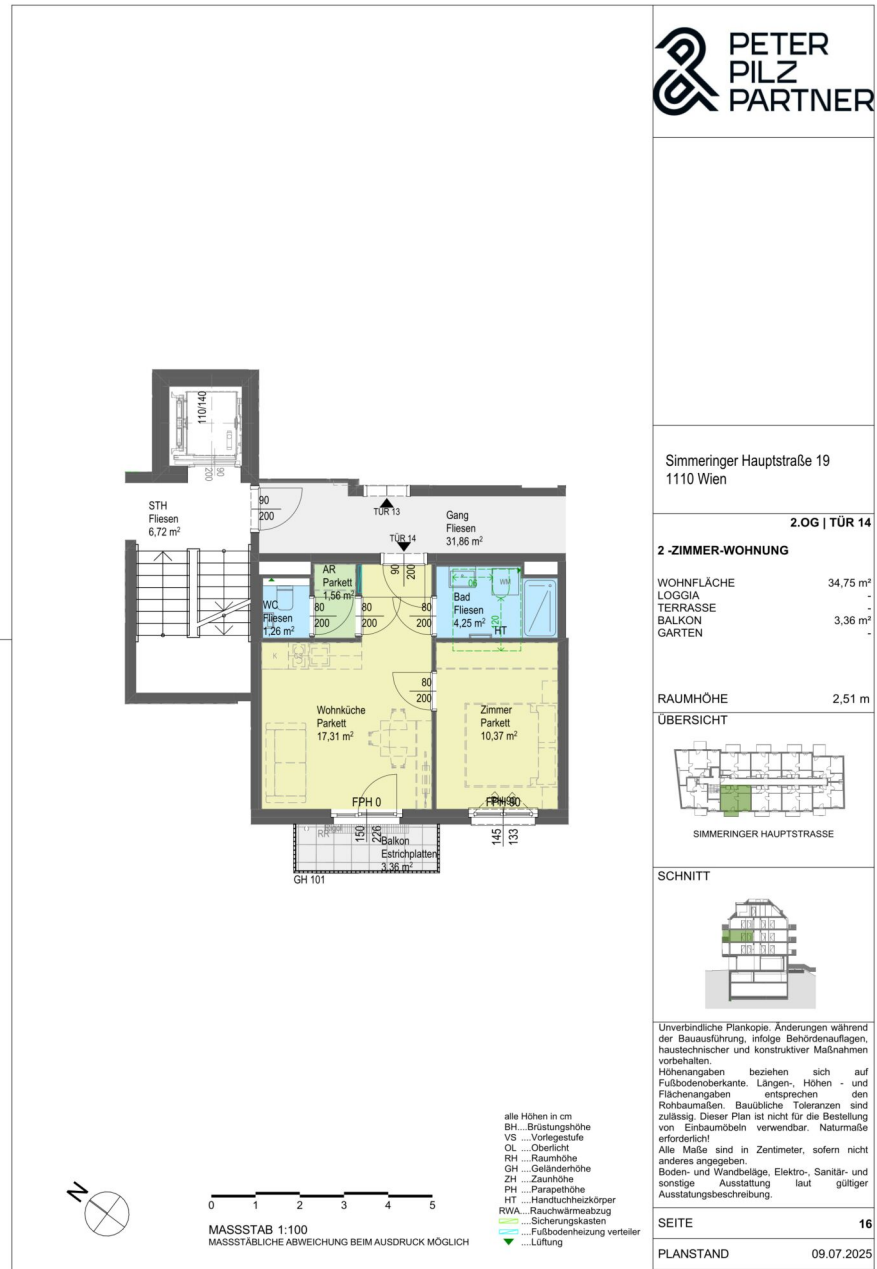 PETER
PILZ
PARTNER
Simmeringer Hauptstraße 19
1110 Wien
2.OG | TÜR 14
2 -ZIMMER-WOHNUNG
WOHNFLÄCHE 34,75 m²
LOGGIA -
TERRASSE -
BALKON 3,36 m²
GARTEN -
RAUMHÖHE 2,51 m
ÜBERSICHT
SIMMERINGER HAUPTSTRASSE
SCHNITT
Unverbindliche Plankopie. Änderungen während
der Bauausführung, infolge Behördenauflagen,
haustechnischer und konstruktiver Maßnahmen
vorbehalten.
Höhenangaben beziehen sich auf
Fußbodenoberkante. Längen-, Höhen - und
Flächenangaben entsprechen den
Rohbaumaßen. Bauübliche Toleranzen sind
zulässig. Dieser Plan ist nicht für die Bestellung
von Einbaumöbeln verwendbar. Naturmaße
erforderlich!
Alle Maße sind in Zentimeter, sofern nicht
anderes angegeben.
Boden- und Wandbeläge, Elektro-, Sanitär- und
sonstige Ausstattung laut gültiger
Ausstatungsbeschreibung.
SEITE 16
PLANSTAND 09.07.2025
110/140
90
200
STH
Fliesen
6,72 m²
90
200
TÜR 13
Gang
Fliesen
31,86 m²
TÜR 14
90
200
AR
Parkett
1,56 m²
WC
Fliesen
1,26 m²
80
200
80
200
80
200
Bad
Fliesen
4,25 m²
90
WM
120
HT
K
80
200
Wohnküche
Parkett
17,31 m²
Zimmer
Parkett
10,37 m²
FPH 0
150
226
145
133
RR
Balkon
Estrichplatten
3,36 m²
GH 101
N
0 1 2 3 4 5
MASSSTAB 1:100
MASSSTÄBLICHE ABWEICHUNG BEIM AUSDRUCK MÖGLICH
alle Höhen in cm
BH....Brüstungshöhe
VS ....Vorlegestufe
OL ....Oberlicht
RH ....Raumhöhe
GH ....Geländerhöhe
ZH ....Zaunhöhe
PH ....Parapethöhe
HT ....Handtuchheizkörper
RWA....Rauchwärmeabzug
....Sicherungskasten
....Fußbodenheizung verteiler
....Lüftung